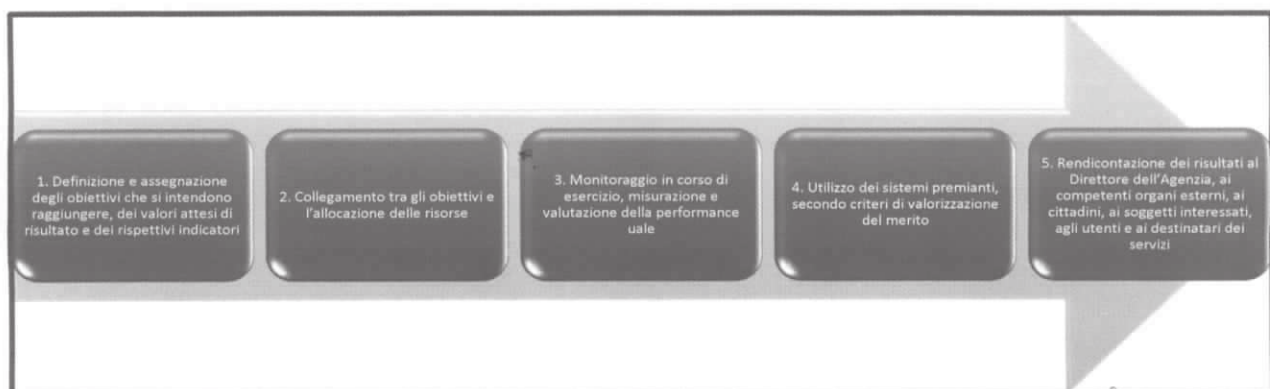 1. Definizione e assegnazione
degli obiettivi che si intendono
raggiungere, dei valori attesi di
risultato e dei rispettivi indicatori
2. Collegamento tra gli obiettivi e
l'allocazione delle risorse
3. Monitoraggio in corso di
esercizio, misurazione e
valutazione della performance
uale
4. Utilizzo dei sistemi premianti,
secondo criteri di valorizzazione
del merito
5. Rendicontazione dei risultati al
Direttore dell'Agenzia, ai
competenti organi esterni, ai
cittadini, ai soggetti interessati,
agli utenti e ai destinatari dei
servizi